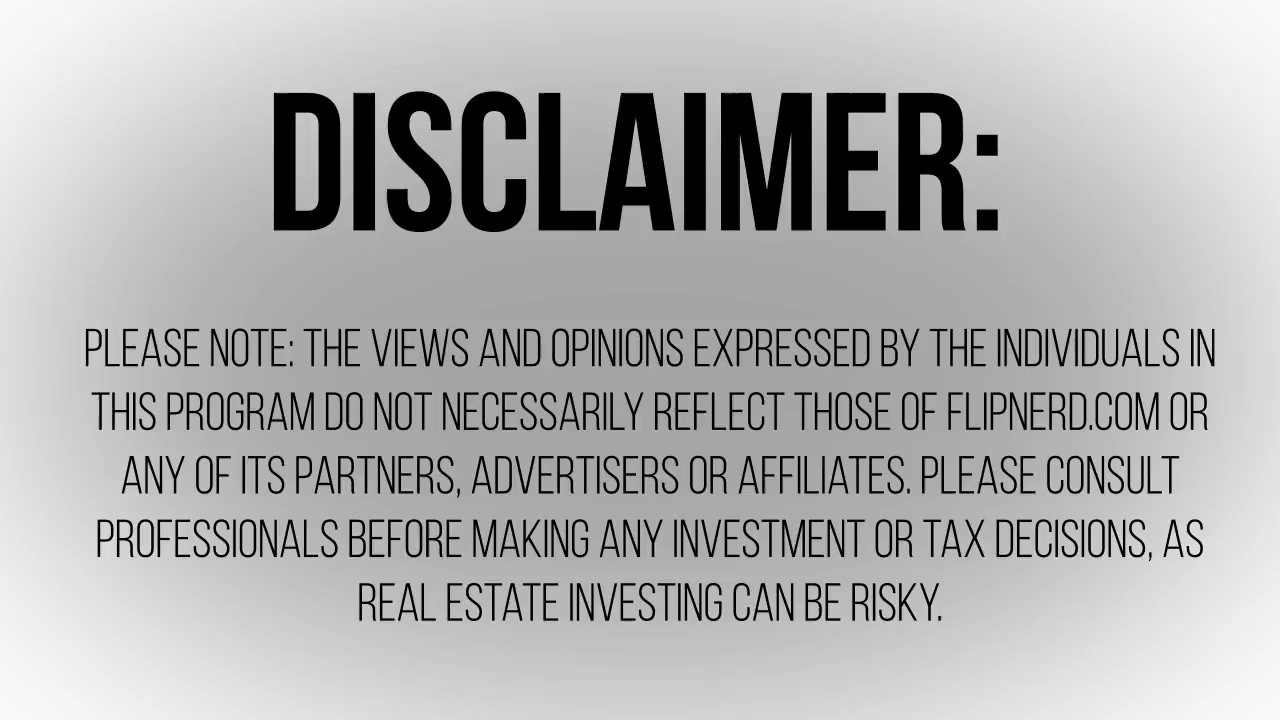 DISCLAIMER:
PLEASE NOTE: THE VIEWS AND OPINIONS EXPRESSED BY THE INDIVIDUALS IN
THIS PROGRAM DO NOT NECESSARILY REFLECT THOSE OF FLIPNERD.COM OR
ANY OF ITS PARTNERS, ADVERTISERS OR AFFILIATES. PLEASE CONSULT
PROFESSIONALS BEFORE MAKING ANY INVESTMENT OR TAX DECISIONS, AS
REAL ESTATE INVESTING CAN BE RISKY.